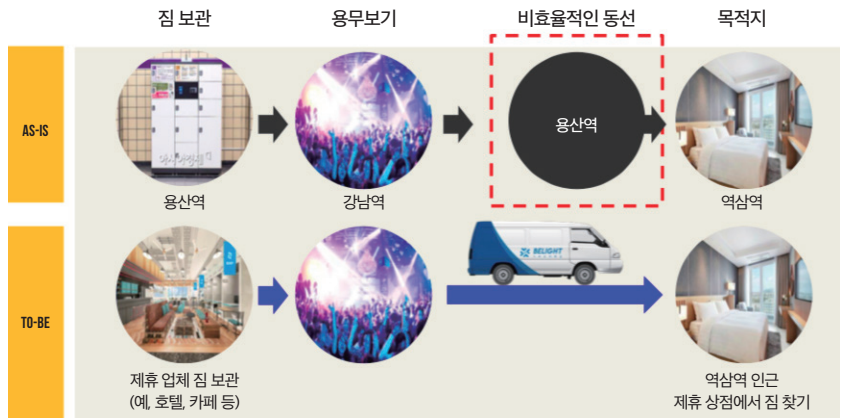 짐 보관
용무보기
비효율적인 동선
목적지
AS-IS
용산역
용산역
강남역
역삼역
BELIGHT
TO-BE
제휴 업체 짐 보관
(예, 호텔, 카페 등)
역삼역 인근
제휴 상점에서 짐 찾기